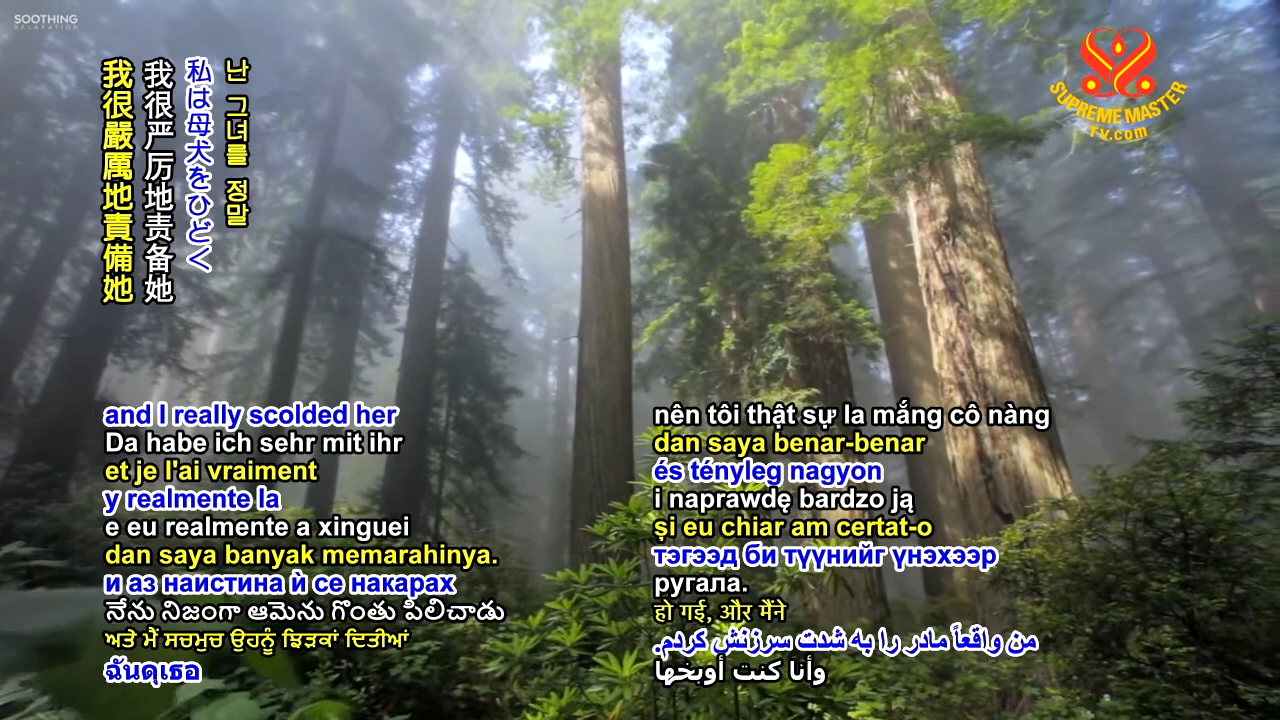 SOOTHING
RELAXATION
SUPREME MASTER
TV.com
我很嚴厲地責備她
我很严厉地责备她
私は母犬をひどく
난 그녀를 정말
and I really scolded her
Da habe ich sehr mit ihr
et je l'ai vraiment
y realmente la
e eu realmente a xinguei
dan saya banyak memarahinya.
и аз наистина ѝ се накарах
నేను నిజంగా ఆమెను గొంతు పిలిచాడు
ਅਤੇ ਮੈਂ ਸਚਮੁਚ ਉਹਨੂੰ ਝਿੜਕਾਂ ਦਿਤੀਆਂ
ฉันดุเธอ
nên tôi thật sự la mắng cô nàng
dan saya benar-benar
és tényleg nagyon
i naprawdę bardzo ją
și eu chiar am certat-o
тэгээд би түүнийг үнэхээр
ругала.
हो गई, और मैंने
من واقعاً مادر را به شدت سرزنش کردم.
وأنا كنت أوبخها